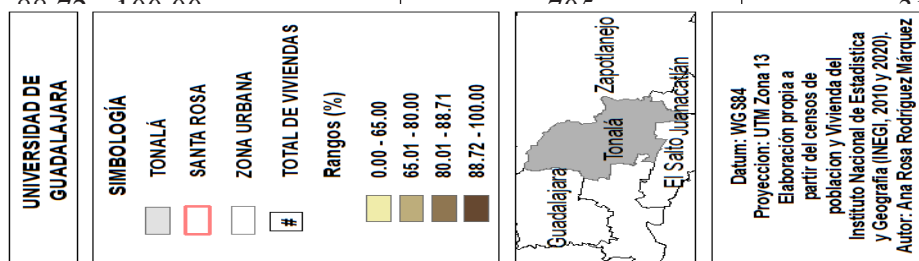 UNIVERSIDAD DE
GUADALAJARA
SIMBOLOGÍA
TONALÁ
SANTA ROSA
ZONA URBANA
# TOTAL DE VIVIENDAS
Rangos (%)
0.00 - 65.00
65.01 - 80.00
80.01 - 88.71
88.72 - 100.00
Guadalajara
Tonalá
Zapotlanejo
El Salto
Juanacatlán
Datum: WGS84
Proyeccion: UTM Zona 13
Elaboración propia a
partir del censos de
poblacion y Vivienda del
Instituto Nacional de Estadistica
y Geografía (INEGI, 2010 y 2020).
Autor: Ana Rosa Rodríguez Márquez